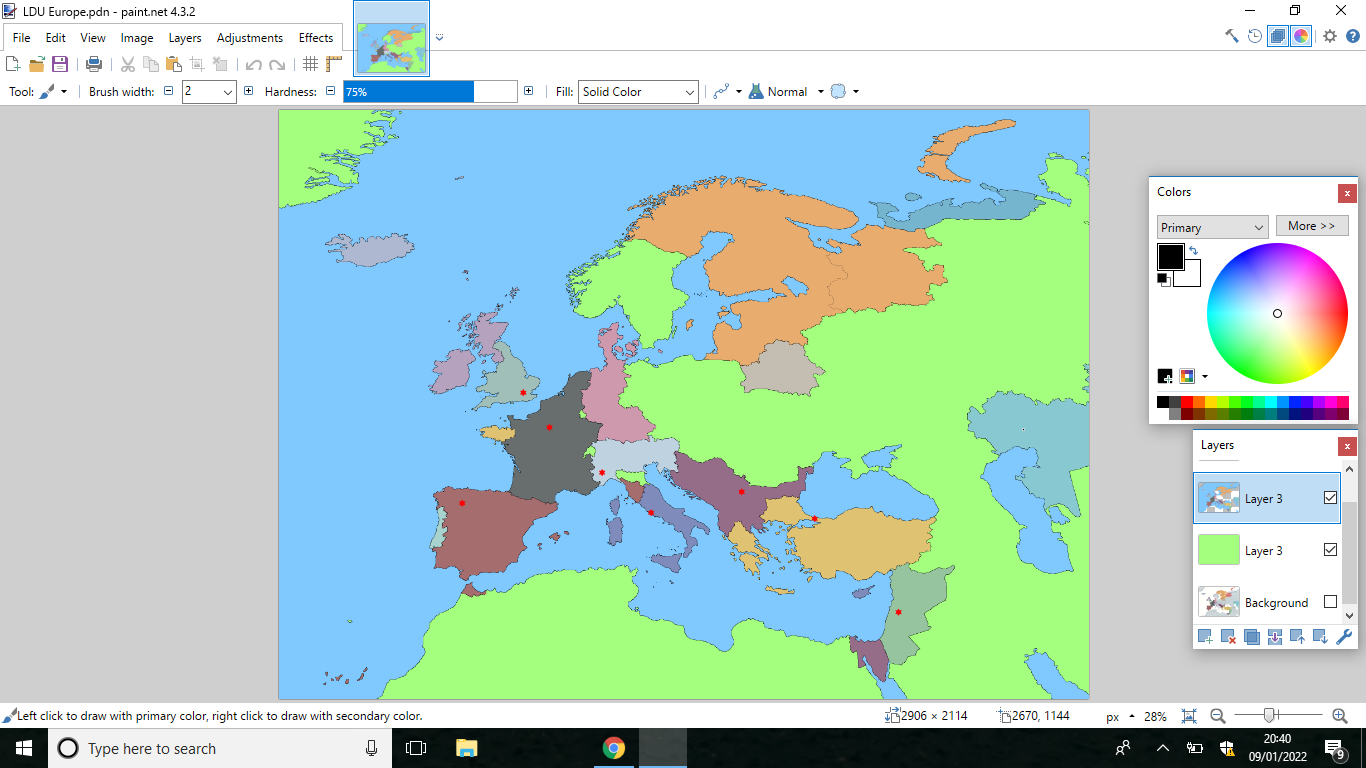 LDU Europe.pdn - paint.net 4.3.2
File Edit View Image Layers Adjustments Effects
Tool: Brush width: 2 Hardness: 75% Fill: Solid Color Normal
Colors
Primary More >>
Layers
Layer 3
Layer 3
Background
Left click to draw with primary color, right click to draw with secondary color. 2906 × 2114 2670, 1144 px 28%
Type here to search
20:40
09/01/2022
9